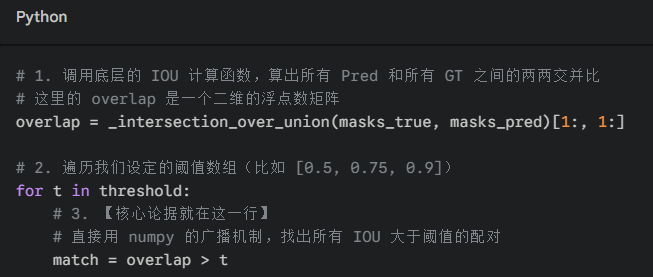 Python
# 1. 调用底层的 IOU 计算函数，算出所有 Pred 和所有 GT 之间的两两交并比
# 这里的 overlap 是一个二维的浮点数矩阵
overlap = _intersection_over_union(masks_true, masks_pred)[1:, 1:]
# 2. 遍历我们设定的阈值数组（比如 [0.5, 0.75, 0.9]）
for t in threshold:
# 3. 【核心论据就在这一行】
# 直接用 numpy 的广播机制，找出所有 IOU 大于阈值的配对
match = overlap > t